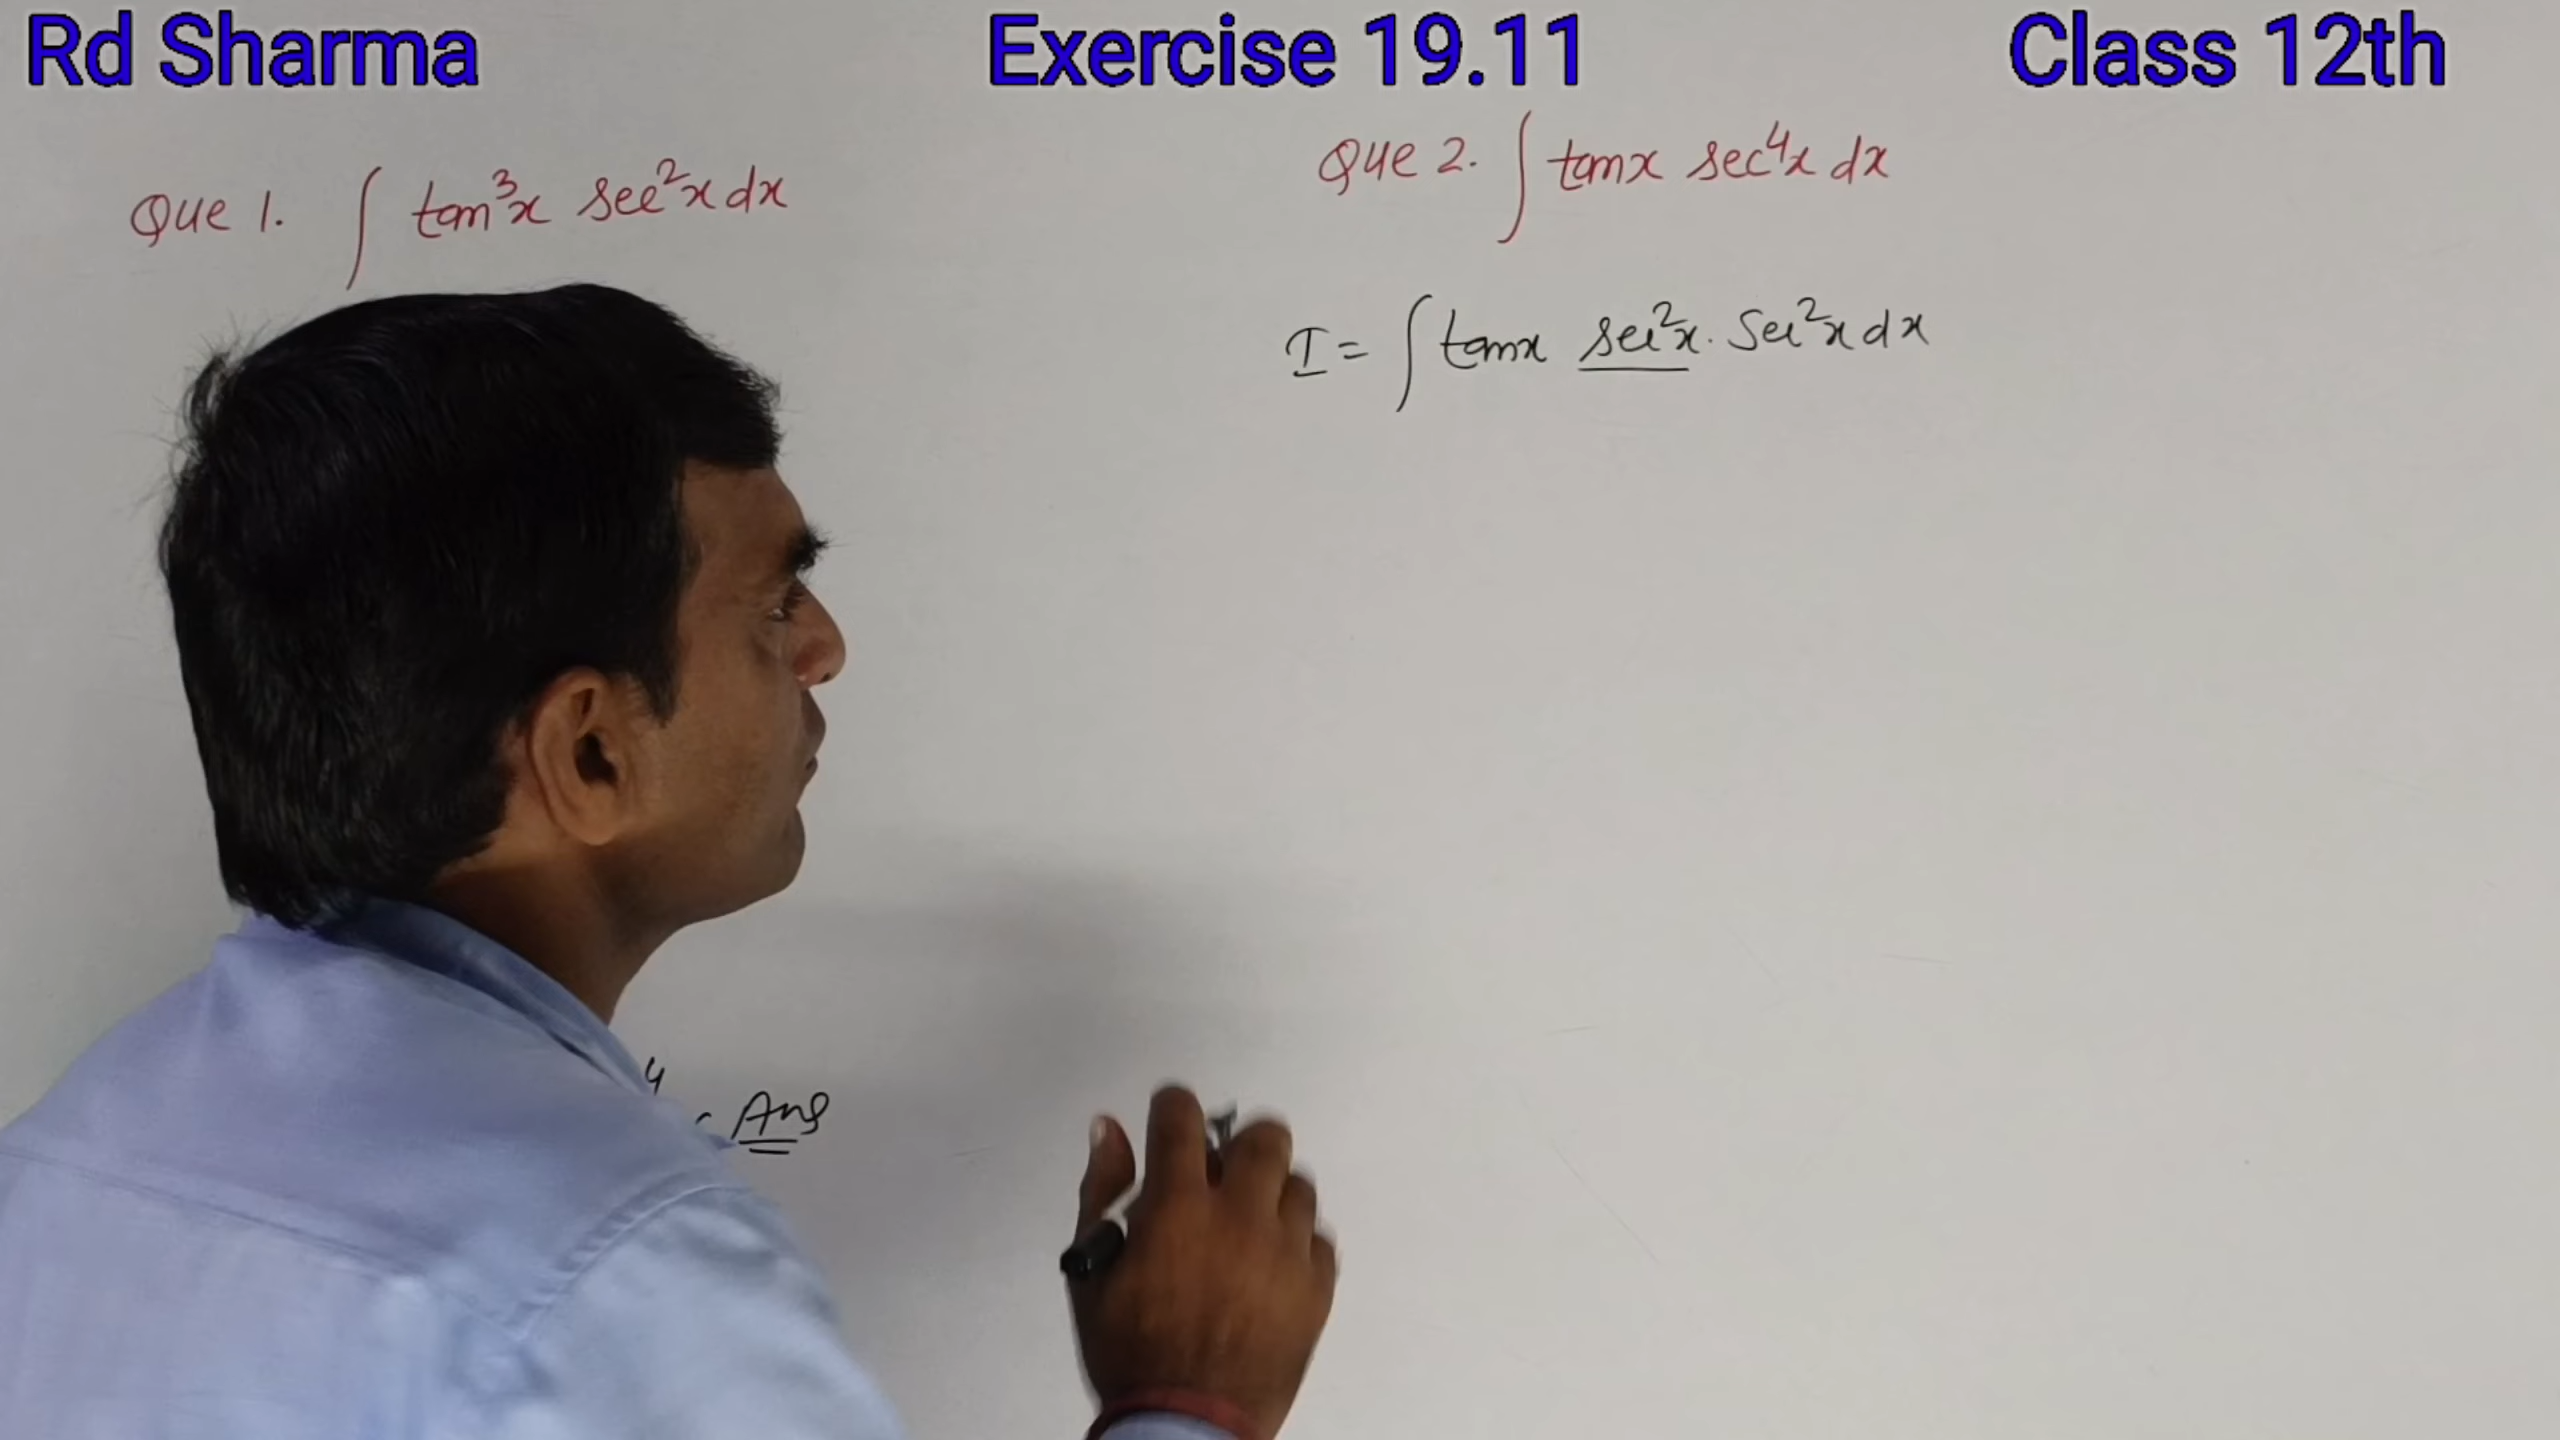 Rd Sharma Exercise 19.11 Class 12th
Que 1. ∫ tan³x sec²x dx
Que 2. ∫ tanx sec⁴x dx
I = ∫ tanx sec²x . Sec²x dx
4
Ans